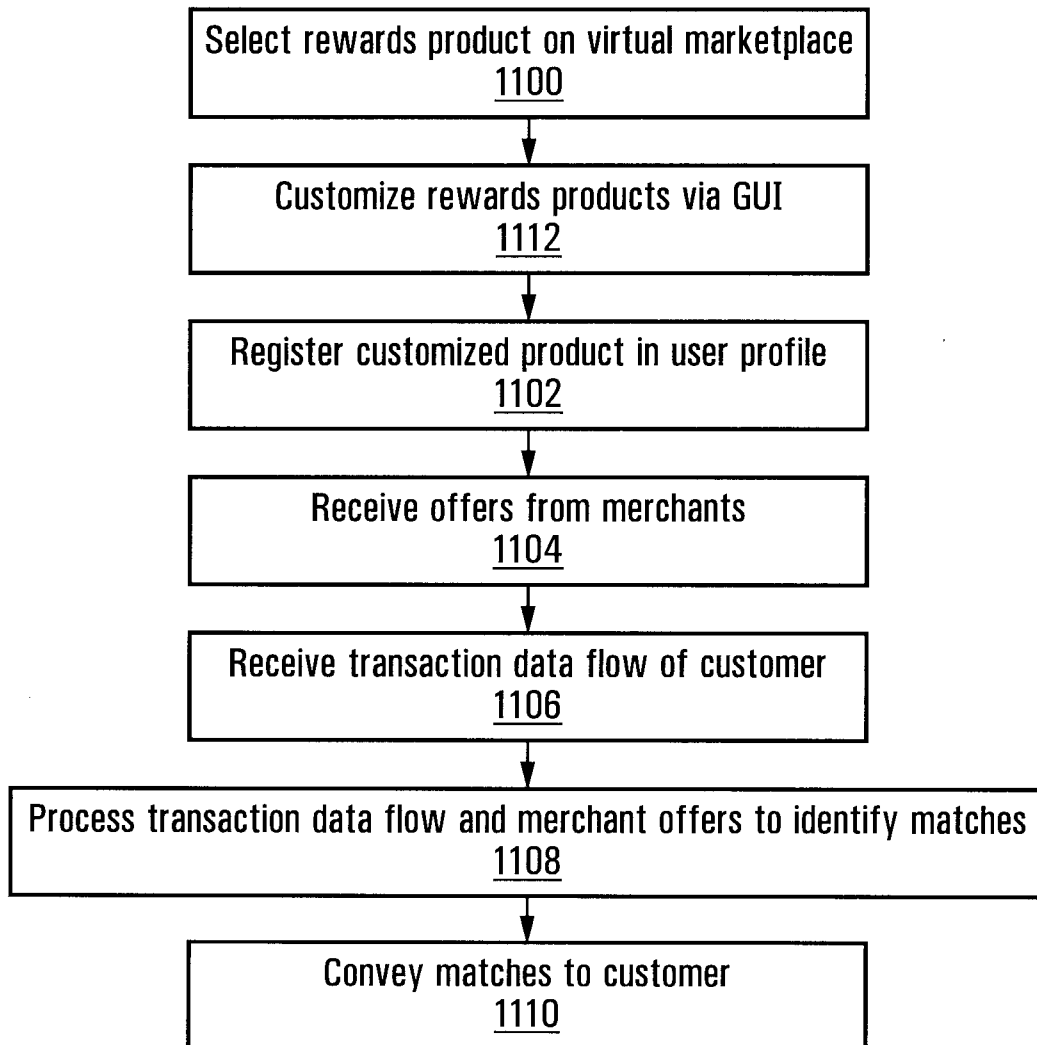 Select rewards product on virtual marketplace
1100
Customize rewards products via GUI
1112
Register customized product in user profile
1102
Receive offers from merchants
1104
Receive transaction data flow of customer
1106
Process transaction data flow and merchant offers to identify matches
1108
Convey matches to customer
1110